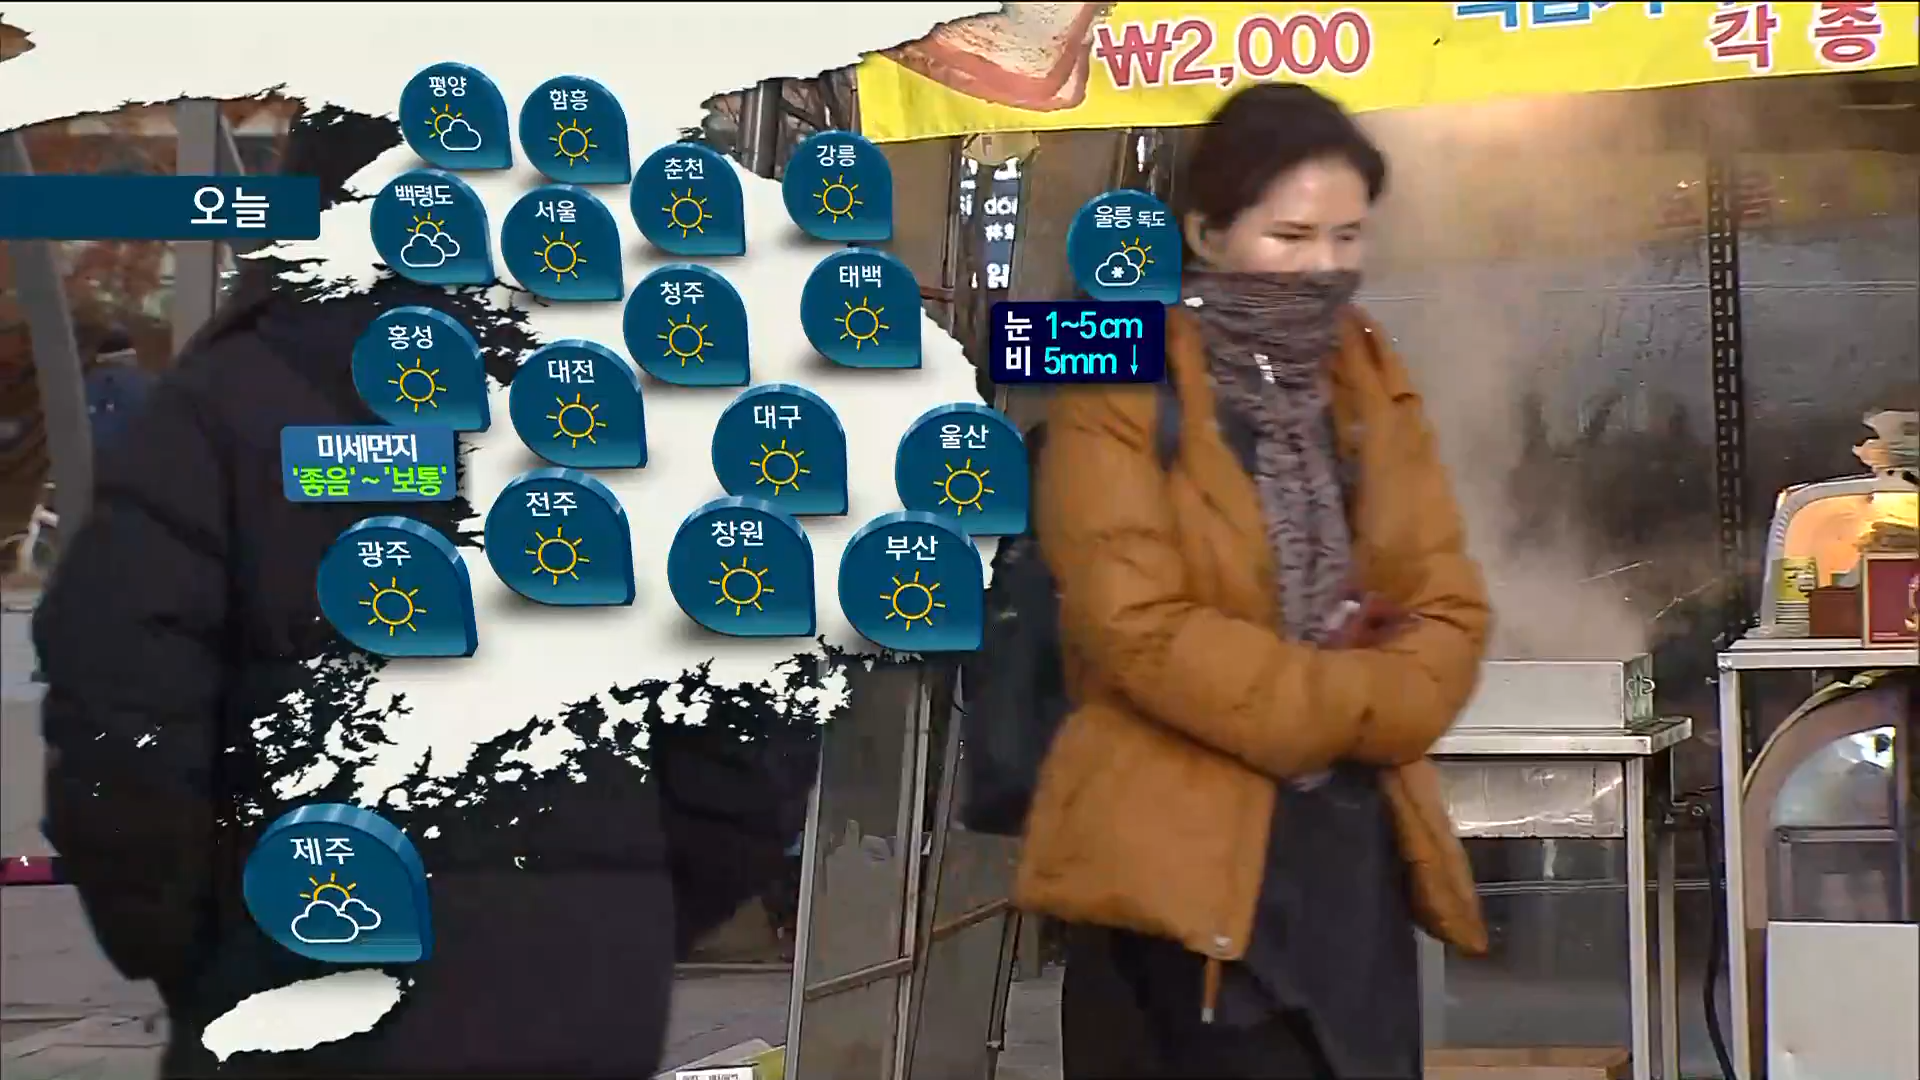 ₩2,000
각 종
오늘
평양
함흥
춘천
강릉
백령도
서울
울릉 독도
청주
태백
눈 1~5cm
비 5mm↓
홍성
대전
대구
울산
미세먼지
'좋음'~'보통'
전주
창원
부산
광주
제주